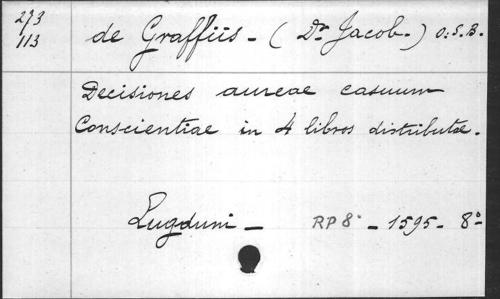 273
113
de Graffiis - (Dr. Jacob.) O.S.B.
Decisiones aureae casuum
Conscientiae in 4 libros distributae.
Lugduni - RP 8° - 1595 - 8°